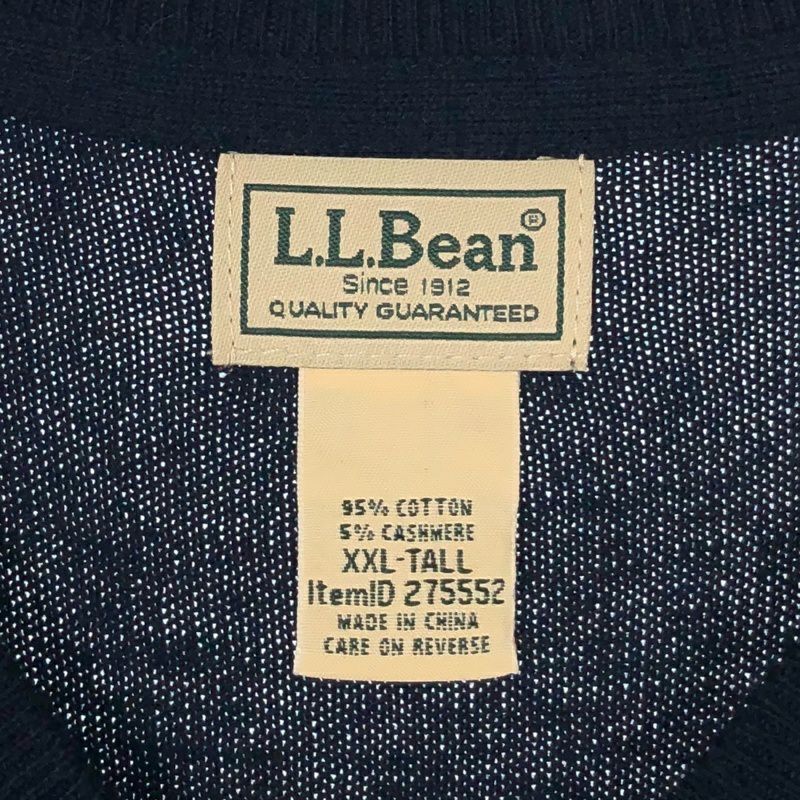 L.L.Bean®
Since 1912
QUALITY GUARANTEED
95% COTTON
5% CASHMERE
XXL-TALL
ItemID 275552
MADE IN CHINA
CARE ON REVERSE